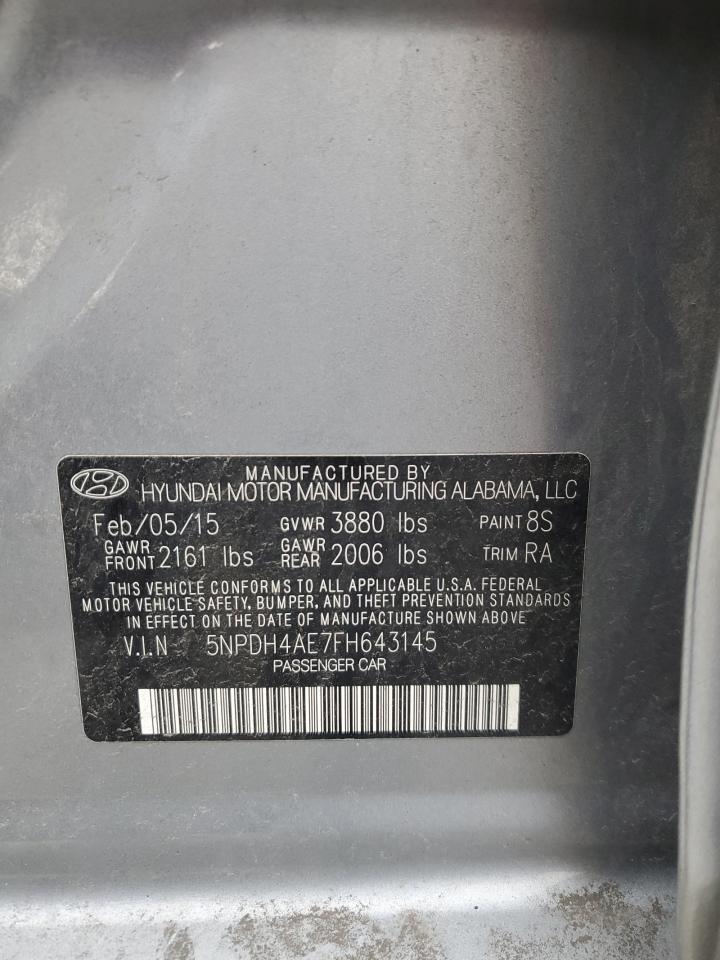 MANUFACTURED BY
HYUNDAI MOTOR MANUFACTURING ALABAMA, LLC
Feb/05/15 GVWR 3880 lbs PAINT 8S
GAWR FRONT 2161 lbs GAWR REAR 2006 lbs TRIM RA
THIS VEHICLE CONFORMS TO ALL APPLICABLE U.S.A. FEDERAL
MOTOR VEHICLE SAFETY, BUMPER, AND THEFT PREVENTION STANDARDS
IN EFFECT ON THE DATE OF MANUFACTURE SHOWN ABOVE
V.I.N 5NPDH4AE7FH643145
PASSENGER CAR